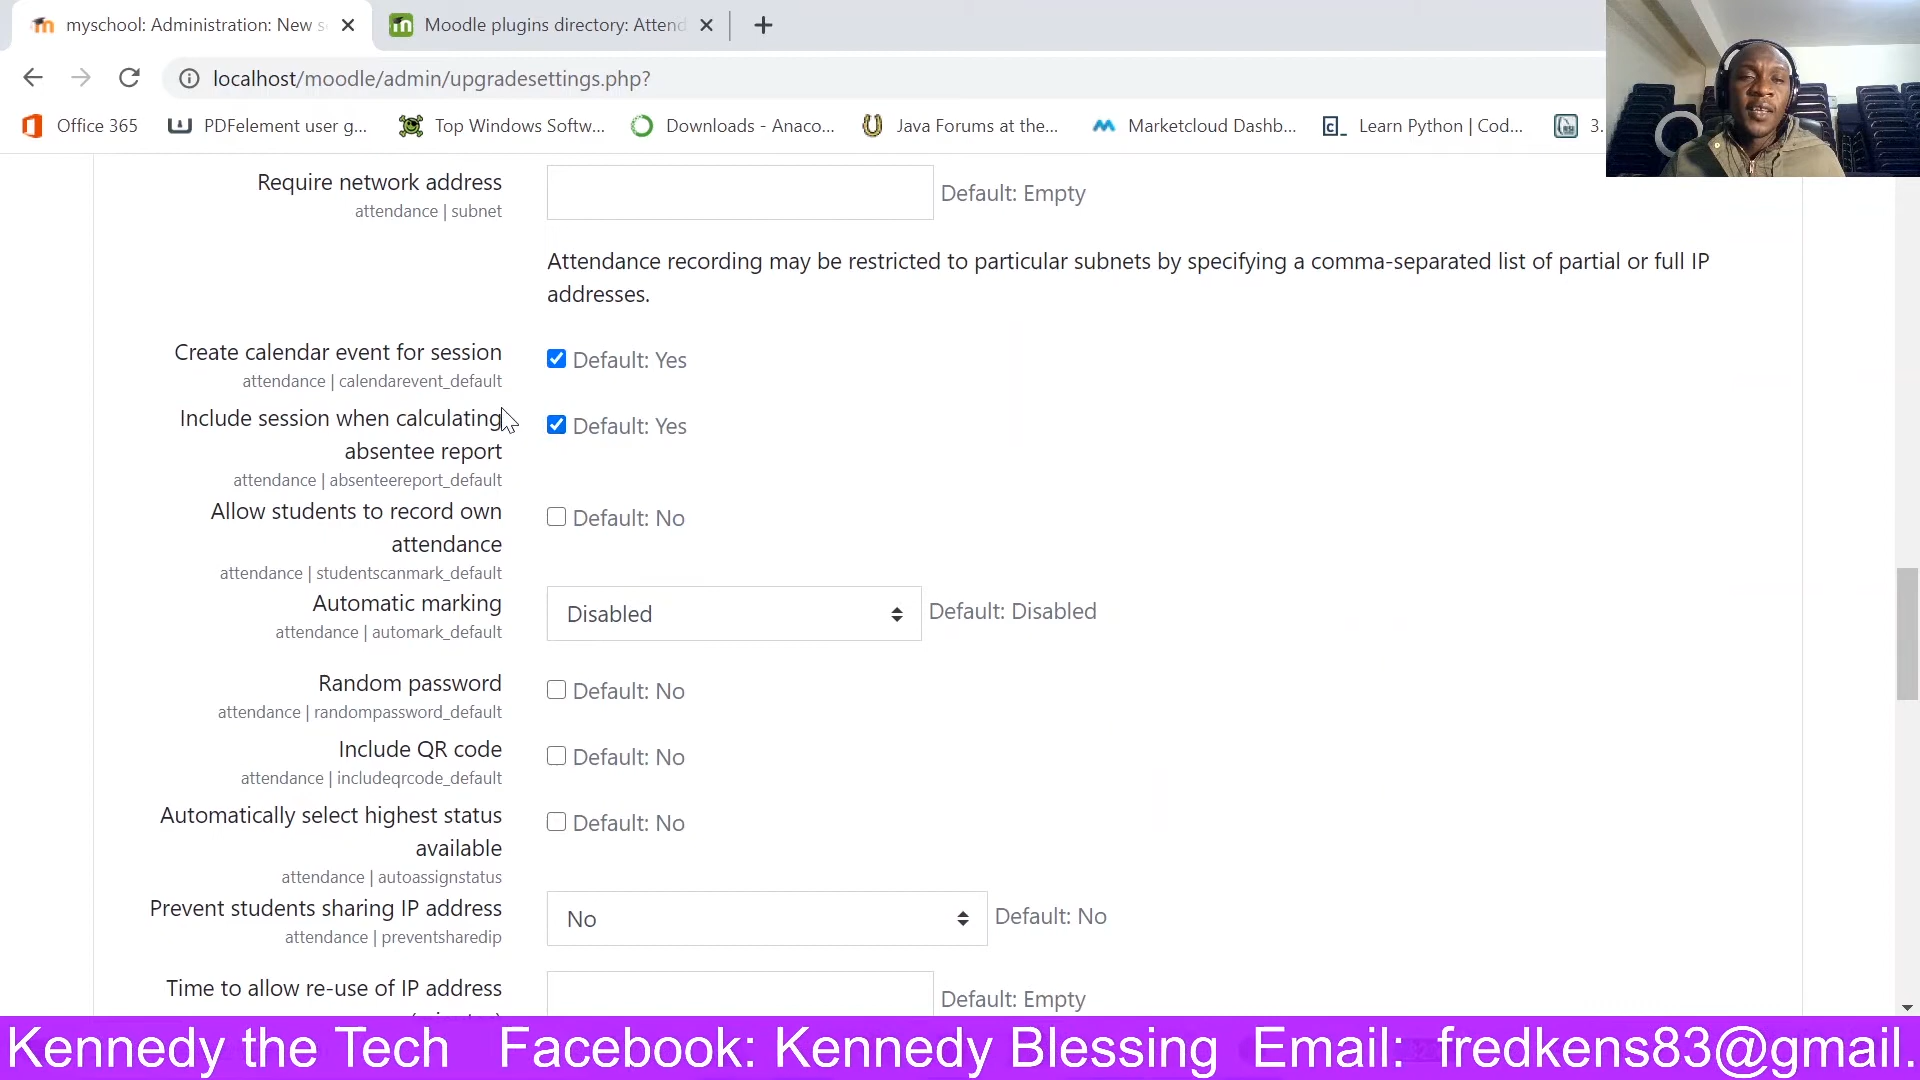 myschool: Administration: New s
Moodle plugins directory: Attend
localhost/moodle/admin/upgradesettings.php?
Office 365
PDFelement user g...
Top Windows Softw...
Downloads - Anaco...
Java Forums at the...
Marketcloud Dashb...
Learn Python | Cod...
3.
Require network address
attendance | subnet
Default: Empty
Attendance recording may be restricted to particular subnets by specifying a comma-separated list of partial or full IP
addresses.
Create calendar event for session
attendance | calendarevent_default
Default: Yes
Include session when calculating
absentee report
attendance | absenteereport_default
Default: Yes
Allow students to record own
attendance
attendance | studentscanmark_default
Default: No
Automatic marking
attendance | automark_default
Disabled
Default: Disabled
Random password
attendance | randompassword_default
Default: No
Include QR code
attendance | includeqrcode_default
Default: No
Automatically select highest status
available
attendance | autoassignstatus
Default: No
Prevent students sharing IP address
attendance | preventsharedip
No
Default: No
Time to allow re-use of IP address
Default: Empty
Kennedy the Tech Facebook: Kennedy Blessing Email: fredkens83@gmail.